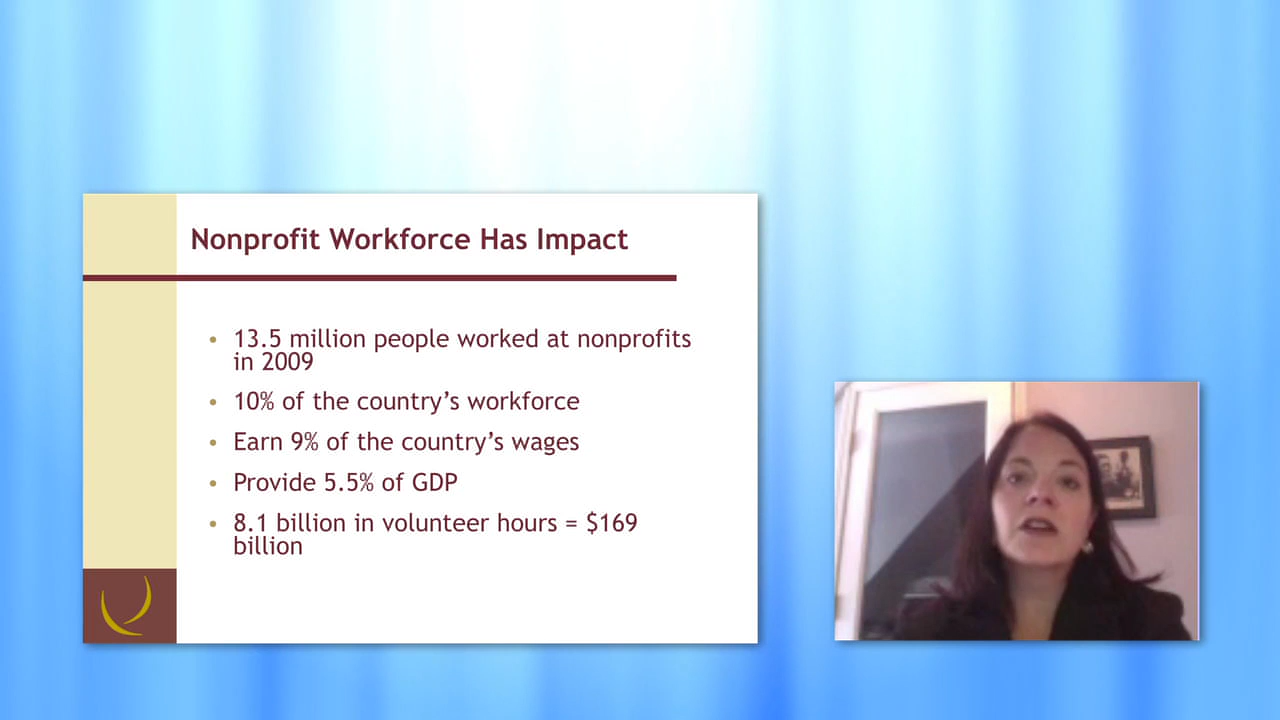 Nonprofit Workforce Has Impact
• 13.5 million people worked at nonprofits
in 2009
• 10% of the country’s workforce
• Earn 9% of the country’s wages
• Provide 5.5% of GDP
• 8.1 billion in volunteer hours = $169
billion